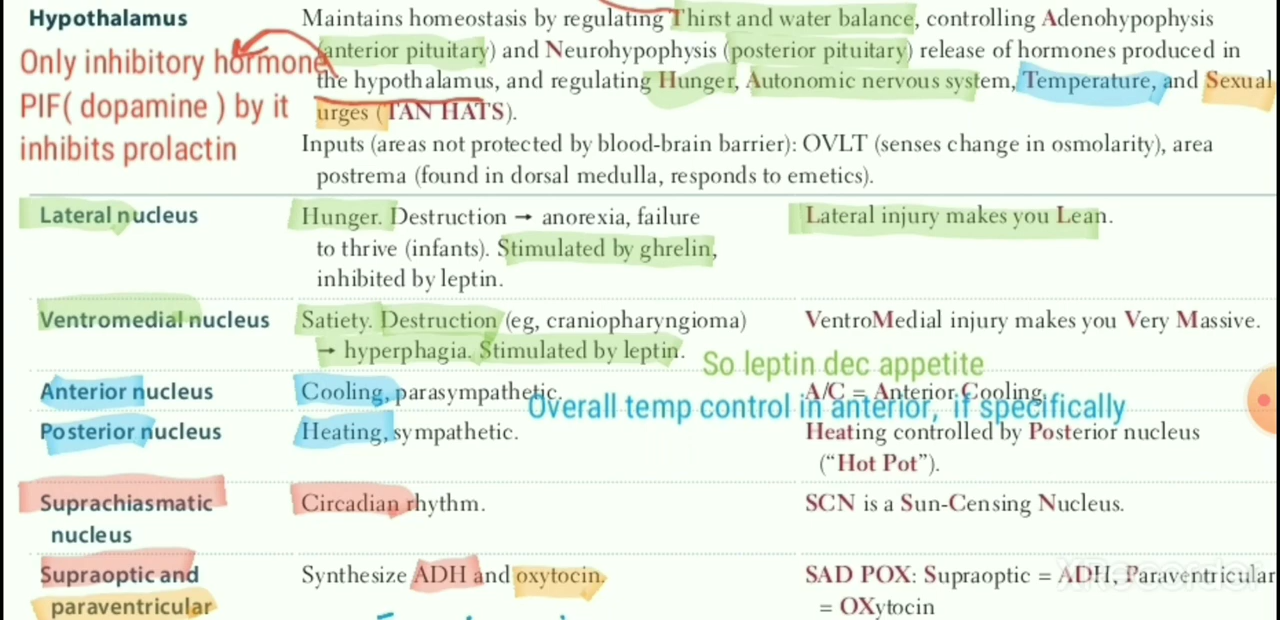 Hypothalamus
Maintains homeostasis by regulating Thirst and water balance, controlling Adenohypophysis
(anterior pituitary) and Neurohypophysis (posterior pituitary) release of hormones produced in
the hypothalamus, and regulating Hunger, Autonomic nervous system, Temperature, and Sexual
urges (TAN HATS).
Inputs (areas not protected by blood-brain barrier): OVLT (senses change in osmolarity), area
postrema (found in dorsal medulla, responds to emetics).
Only inhibitory hormone
PIF( dopamine ) by it
inhibits prolactin
Lateral nucleus
Hunger. Destruction → anorexia, failure
to thrive (infants). Stimulated by ghrelin,
inhibited by leptin.
Lateral injury makes you Lean.
Ventromedial nucleus
Satiety. Destruction (eg, craniopharyngioma)
→ hyperphagia. Stimulated by leptin.
VentroMedial injury makes you Very Massive.
So leptin dec appetite
Anterior nucleus
Cooling, parasympathetic.
A/C = Anterior Cooling.
Overall temp control in anterior, if specifically
Posterior nucleus
Heating, sympathetic.
Heating controlled by Posterior nucleus
("Hot Pot").
Suprachiasmatic
nucleus
Circadian rhythm.
SCN is a Sun-Censing Nucleus.
Supraoptic and
paraventricular
Synthesize ADH and oxytocin.
SAD POX: Supraoptic = ADH, Paraventricular
= OXytocin
XRecorder